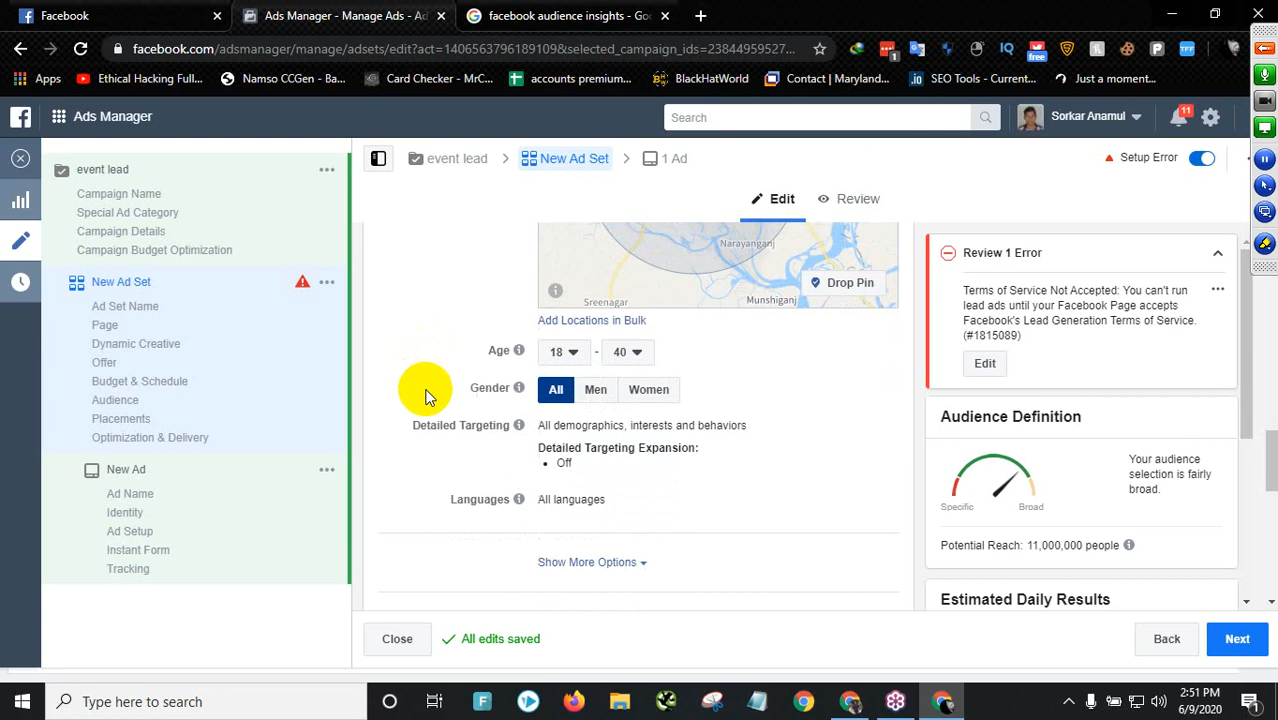 Facebook
Ads Manager - Manage Ads - Ad
facebook audience insights - Go
facebook.com/adsmanager/manage/adsets/edit?act=1406563796189109&selected_campaign_ids=23844959527...
1
free
TFF
Apps
Ethical Hacking Full...
Namso CCGen - Ba...
Card Checker - MrC...
accounts premium...
BlackHatWorld
Contact | Maryland...
SEO Tools - Current...
Just a moment...
Ads Manager
Search
Sorkar Anamul
11
event lead
New Ad Set
1 Ad
Setup Error
Edit
Review
event lead
Campaign Name
Special Ad Category
Campaign Details
Campaign Budget Optimization
New Ad Set
Ad Set Name
Page
Dynamic Creative
Offer
Budget & Schedule
Audience
Placements
Optimization & Delivery
New Ad
Ad Name
Identity
Ad Setup
Instant Form
Tracking
Narayanganj
Drop Pin
Sreenagar
Munshiganj
Add Locations in Bulk
Age
18 - 40
Gender
All Men Women
Detailed Targeting
All demographics, interests and behaviors
Detailed Targeting Expansion:
• Off
Languages
All languages
Show More Options
Review 1 Error
Terms of Service Not Accepted: You can't run
lead ads until your Facebook Page accepts
Facebook's Lead Generation Terms of Service.
(#1815089)
Edit
Audience Definition
Your audience
selection is fairly
broad.
Specific
Broad
Potential Reach: 11,000,000 people
Estimated Daily Results
Close
All edits saved
Back
Next
Type here to search
2:51 PM
6/9/2020
1